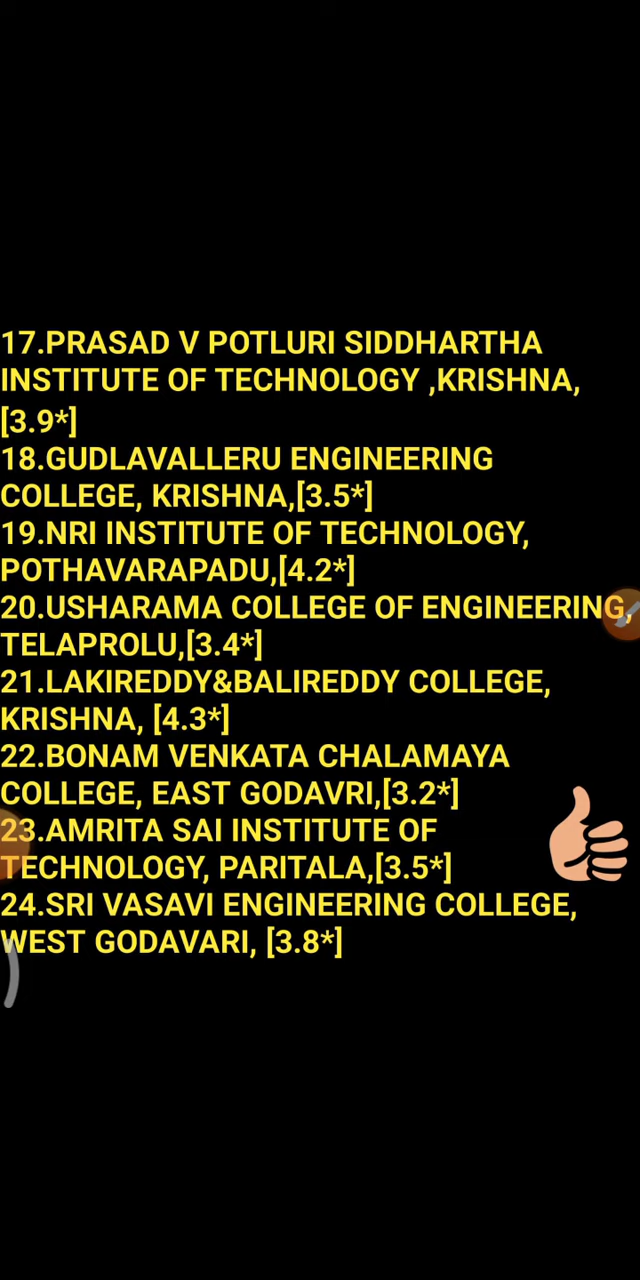 17.PRASAD V POTLURI SIDDHARTHA
INSTITUTE OF TECHNOLOGY ,KRISHNA,
[3.9*]
18.GUDLAVALLERU ENGINEERING
COLLEGE, KRISHNA,[3.5*]
19.NRI INSTITUTE OF TECHNOLOGY,
POTHAVARAPADU,[4.2*]
20.USHARAMA COLLEGE OF ENGINEERING,
TELAPROLU,[3.4*]
21.LAKIREDDY&BALIREDDY COLLEGE,
KRISHNA, [4.3*]
22.BONAM VENKATA CHALAMAYA
COLLEGE, EAST GODAVRI,[3.2*]
23.AMRITA SAI INSTITUTE OF
TECHNOLOGY, PARITALA,[3.5*]
24.SRI VASAVI ENGINEERING COLLEGE,
WEST GODAVARI, [3.8*]